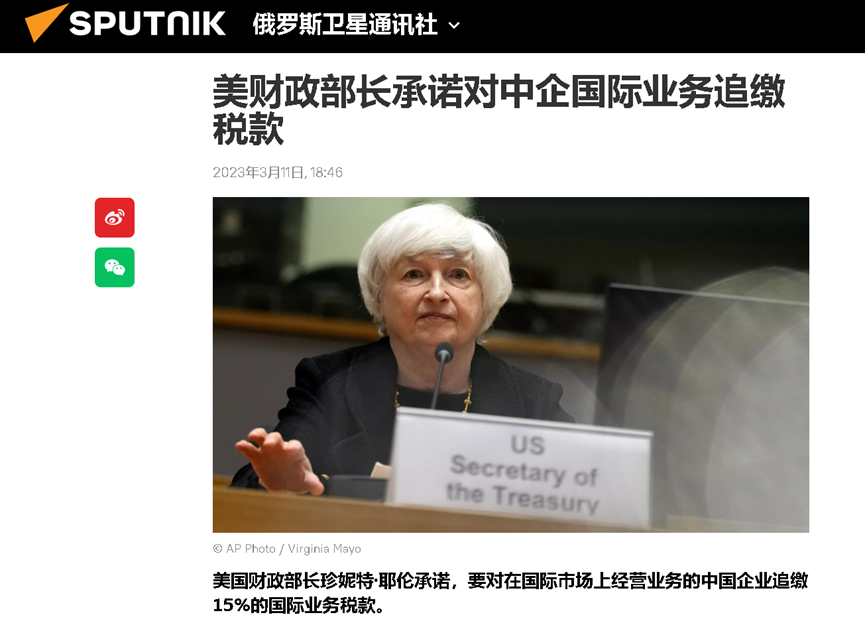 SPUTNIK 俄罗斯卫星通讯社
美财政部长承诺对中企国际业务追缴
税款
2023年3月11日, 18:46
US
Secretary of
the Treasury
© AP Photo / Virginia Mayo
美国财政部长珍妮特·耶伦承诺，要对在国际市场上经营业务的中国企业追缴
15%的国际业务税款。